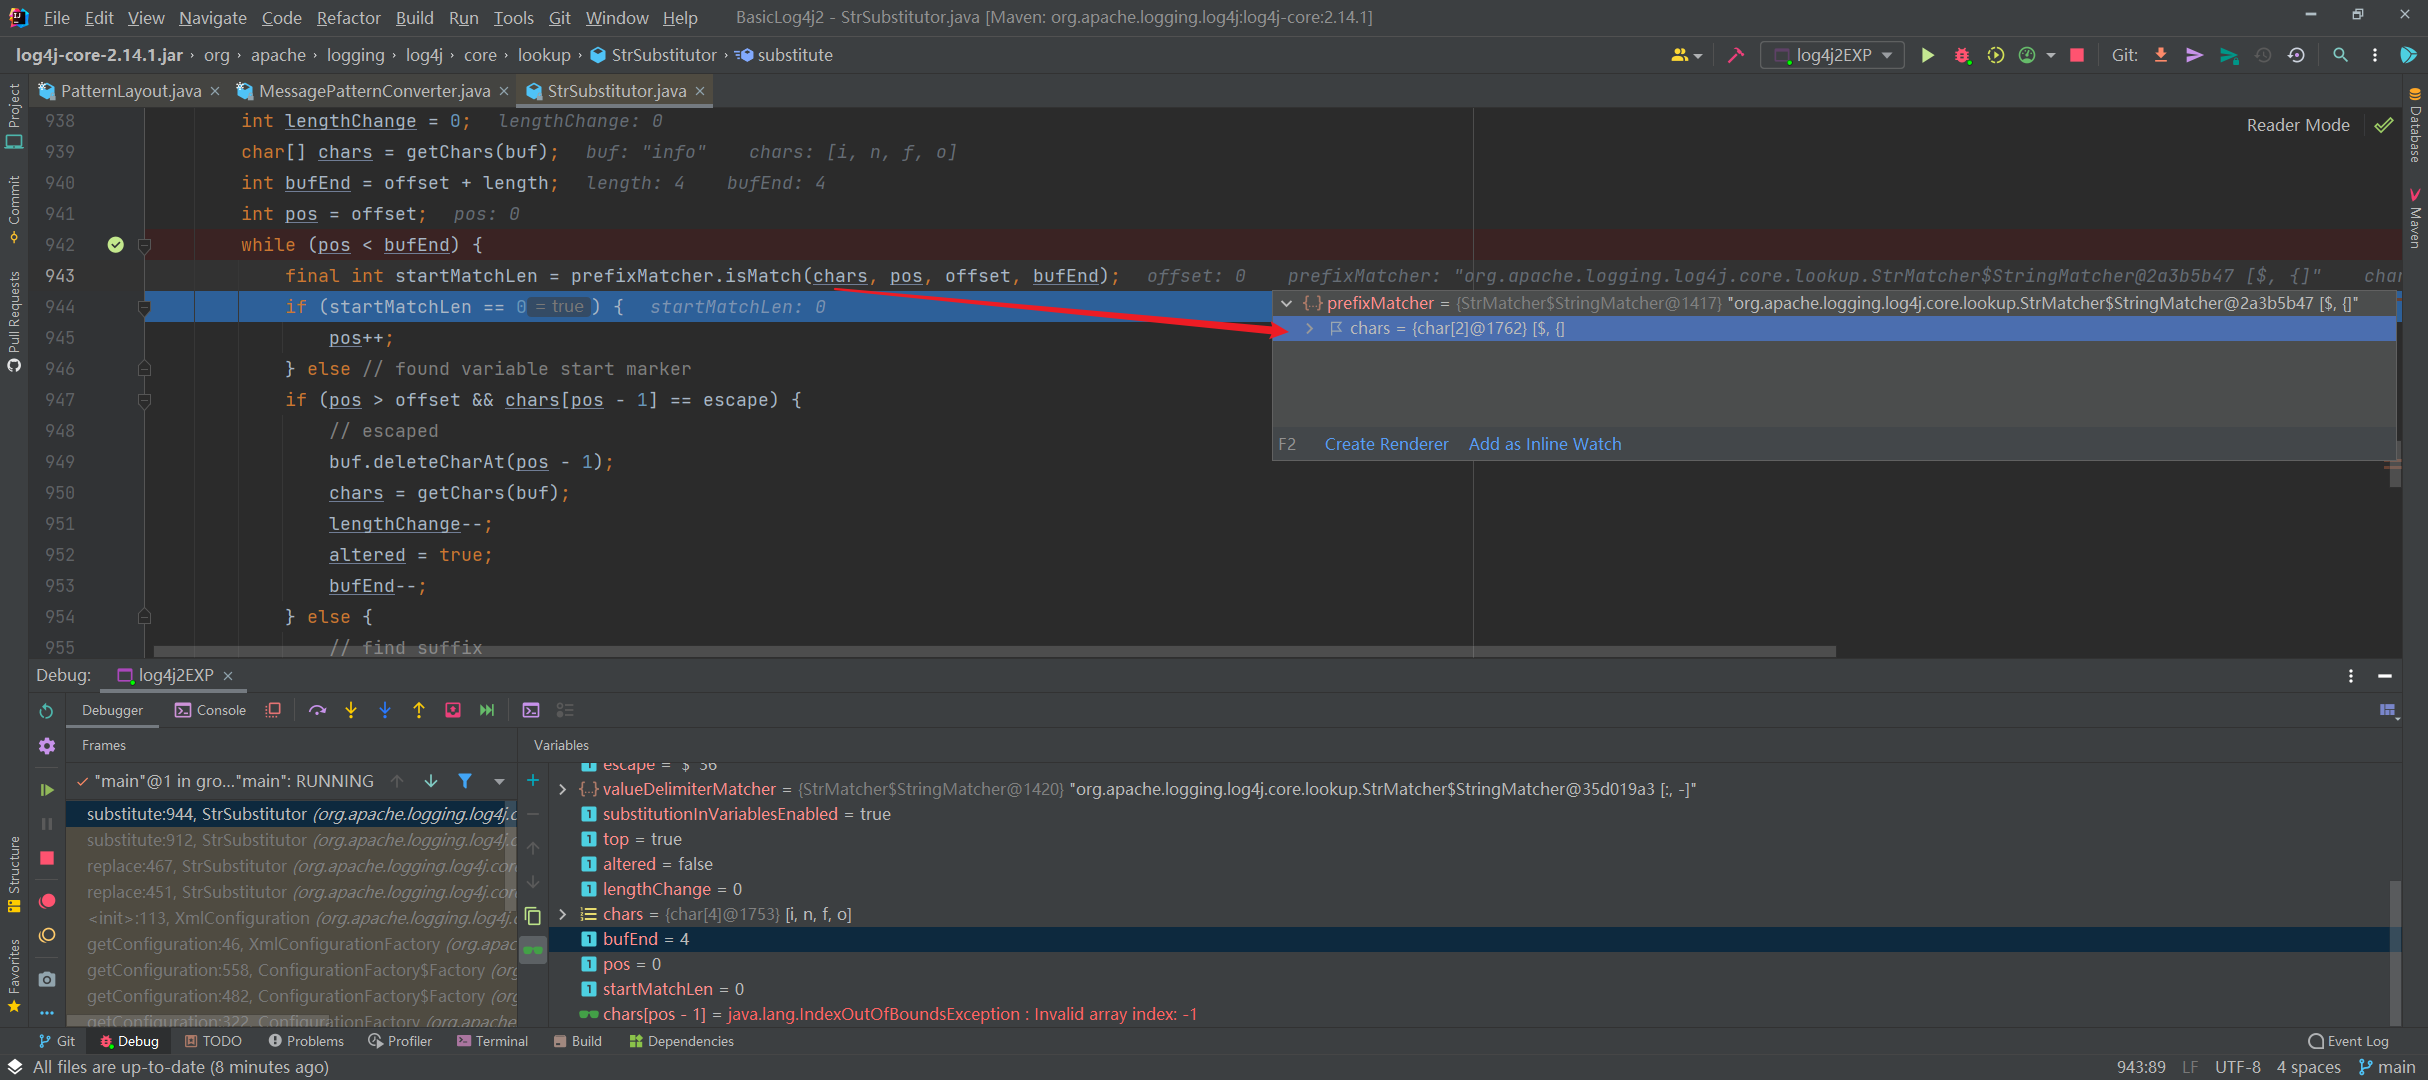 File Edit View Navigate Code Refactor Build Run Tools Git Window Help BasicLog4j2 - StrSubstitutor.java [Maven: org.apache.logging.log4j:log4j-core:2.14.1]
log4j-core-2.14.1.jar › org › apache › logging › log4j › core › lookup › StrSubstitutor › substitute log4j2EXP Git:
PatternLayout.java × MessagePatternConverter.java × StrSubstitutor.java ×
Project
Commit
Pull Requests
Structure
Favorites
Database
Maven
Reader Mode
938 int lengthChange = 0; lengthChange: 0
939 char[] chars = getChars(buf); buf: "info" chars: [i, n, f, o]
940 int bufEnd = offset + length; length: 4 bufEnd: 4
941 int pos = offset; pos: 0
942 while (pos < bufEnd) {
943 final int startMatchLen = prefixMatcher.isMatch(chars, pos, offset, bufEnd); offset: 0 prefixMatcher: "org.apache.logging.log4j.core.lookup.StrMatcher$StringMatcher@2a3b5b47 [$, {]" cha
944 if (startMatchLen == 0 = true ) { startMatchLen: 0
945 pos++;
946 } else // found variable start marker
947 if (pos > offset && chars[pos - 1] == escape) {
948 // escaped
949 buf.deleteCharAt(pos - 1);
950 chars = getChars(buf);
951 lengthChange--;
952 altered = true;
953 bufEnd--;
954 } else {
955 // find suffix
prefixMatcher = {StrMatcher$StringMatcher@1417} "org.apache.logging.log4j.core.lookup.StrMatcher$StringMatcher@2a3b5b47 [$, {]"
chars = {char[2]@1762} [$, {]
F2 Create Renderer Add as Inline Watch
Debug: log4j2EXP ×
Debugger Console
Frames
"main"@1 in gro..."main": RUNNING
substitute:944, StrSubstitutor (org.apache.logging.log4j.c
substitute:912, StrSubstitutor (org.apache.logging.log4j.c
replace:467, StrSubstitutor (org.apache.logging.log4j.cor
replace:451, StrSubstitutor (org.apache.logging.log4j.cor
<init>:113, XmlConfiguration (org.apache.logging.log4j.
getConfiguration:46, XmlConfigurationFactory (org.apac
getConfiguration:558, ConfigurationFactory$Factory (org
getConfiguration:482, ConfigurationFactory$Factory (org
getConfiguration:322, ConfigurationFactory (org.apache
Variables
escape = '$' 36
valueDelimiterMatcher = {StrMatcher$StringMatcher@1420} "org.apache.logging.log4j.core.lookup.StrMatcher$StringMatcher@35d019a3 [:, -]"
substitutionInVariablesEnabled = true
top = true
altered = false
lengthChange = 0
chars = {char[4]@1753} [i, n, f, o]
bufEnd = 4
pos = 0
startMatchLen = 0
chars[pos - 1] = java.lang.IndexOutOfBoundsException : Invalid array index: -1
Git Debug TODO Problems Profiler Terminal Build Dependencies Event Log
All files are up-to-date (8 minutes ago) 943:89 LF UTF-8 4 spaces main